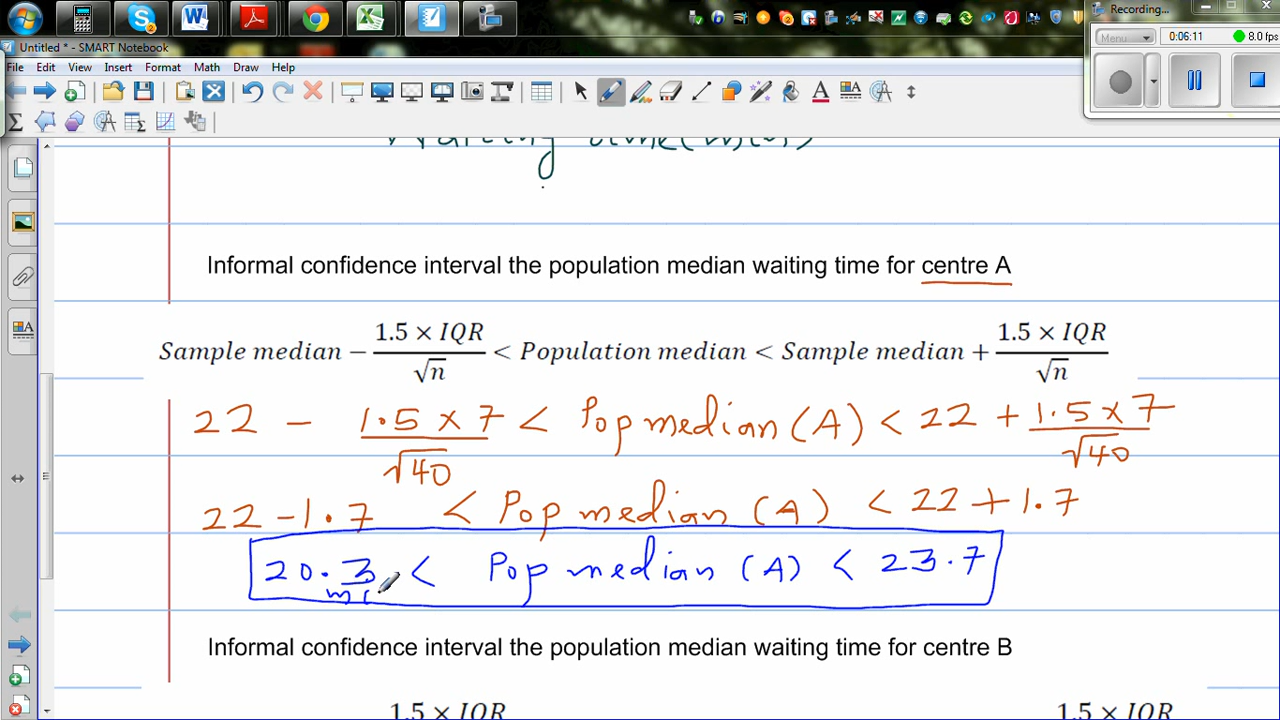 Recording...
Untitled * - SMART Notebook
Menu
0:06:11
8.0 fps
File Edit View Insert Format Math Draw Help
Informal confidence interval the population median waiting time for centre A
Sample median − 1.5 × IQR / √n < Population median < Sample median + 1.5 × IQR / √n
22 − 1.5 × 7 / √40 < Pop median (A) < 22 + 1.5 × 7 / √40
22 − 1.7 < Pop median (A) < 22 + 1.7
20.3 < Pop median (A) < 23.7
Informal confidence interval the population median waiting time for centre B
1.5 × IQR 1.5 × IQR